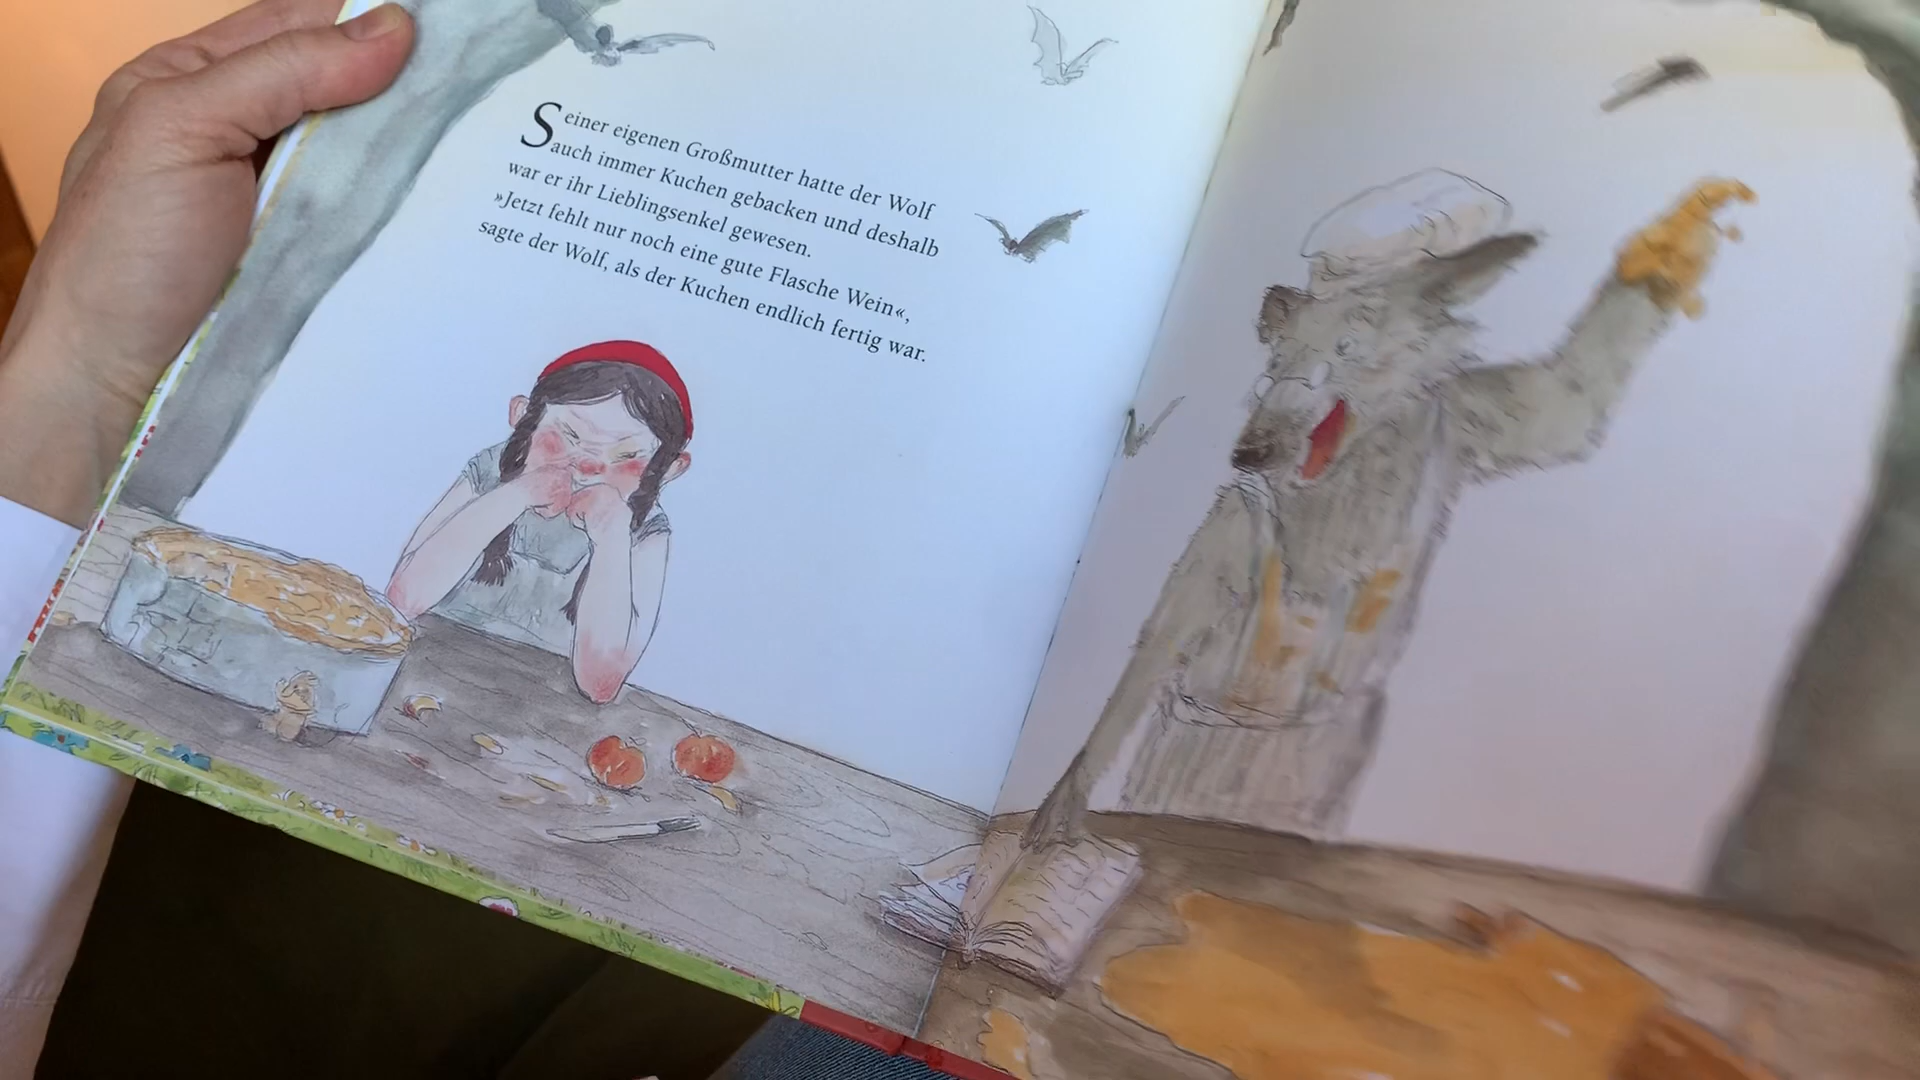 Seiner eigenen Großmutter hatte der Wolf
auch immer Kuchen gebacken und deshalb
war er ihr Lieblingsenkel gewesen.
»Jetzt fehlt nur noch eine gute Flasche Wein«,
sagte der Wolf, als der Kuchen endlich fertig war.